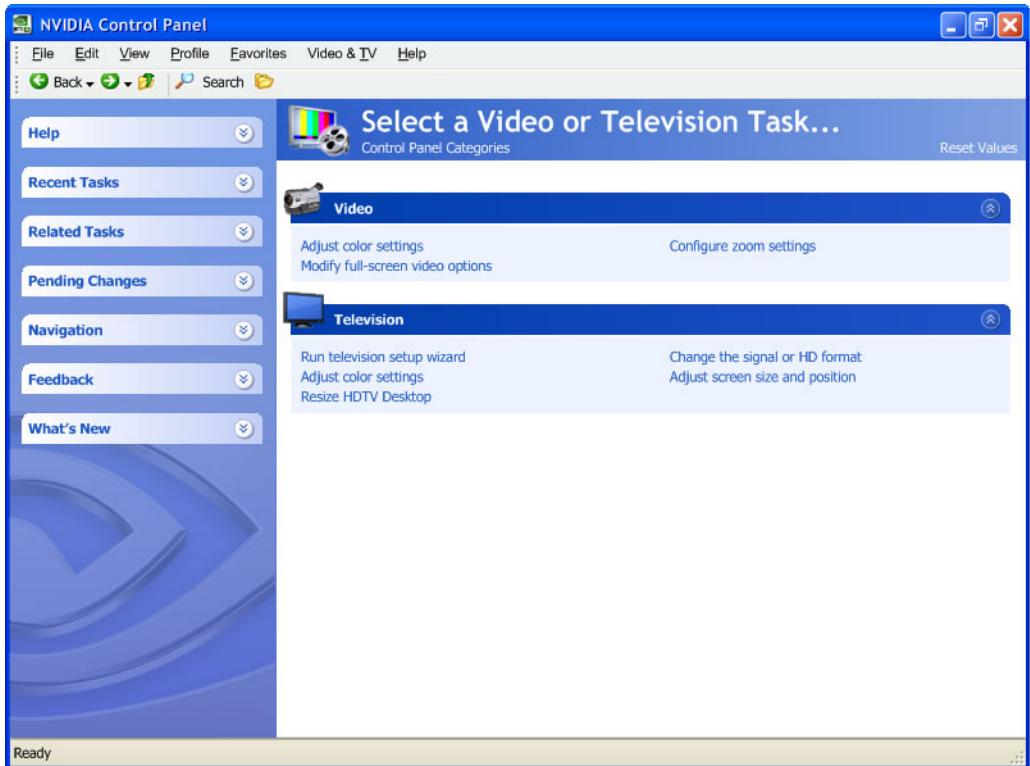 NVIDIA Control Panel
File Edit View Profile Favorites Video & TV Help
Back Search
Help
Recent Tasks
Related Tasks
Pending Changes
Navigation
Feedback
What's New
Select a Video or Television Task...
Control Panel Categories
Reset Values
Video
Adjust color settings Configure zoom settings
Modify full-screen video options
Television
Run television setup wizard Change the signal or HD format
Adjust color settings Adjust screen size and position
Resize HDTV Desktop
Ready